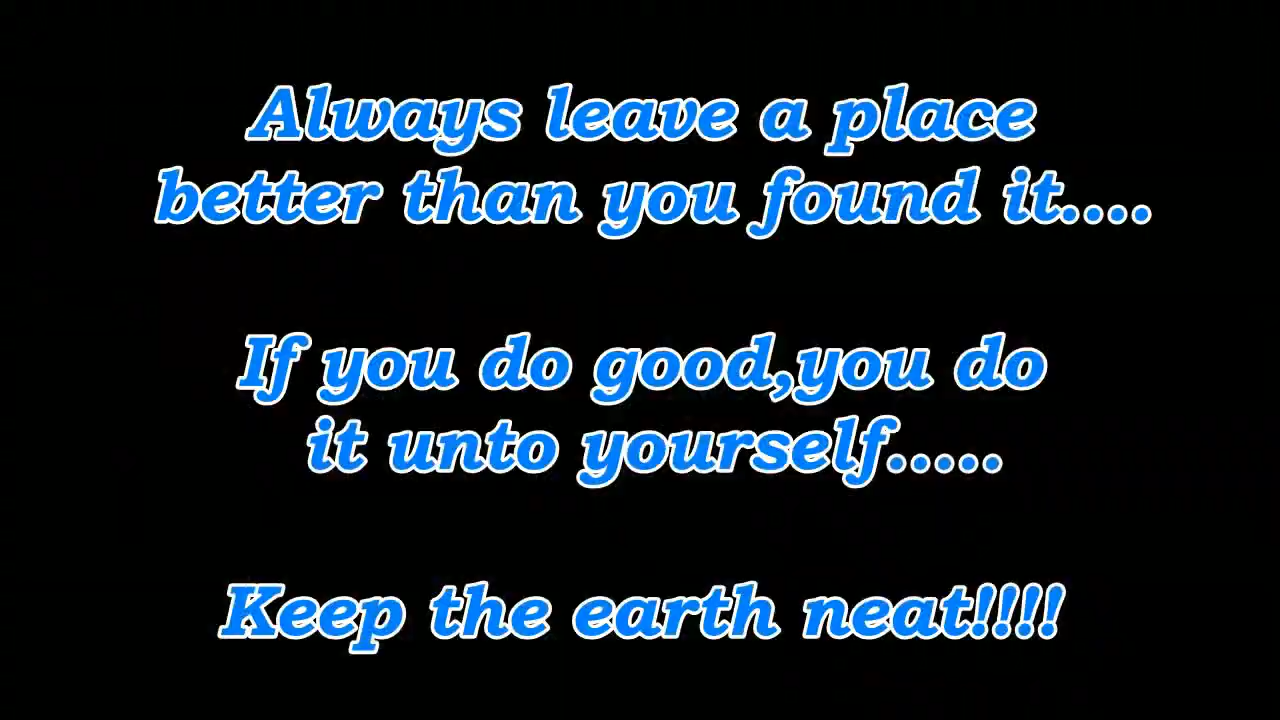 Always leave a place
better than you found it....
If you do good,you do
it unto yourself.....
Keep the earth neat!!!!